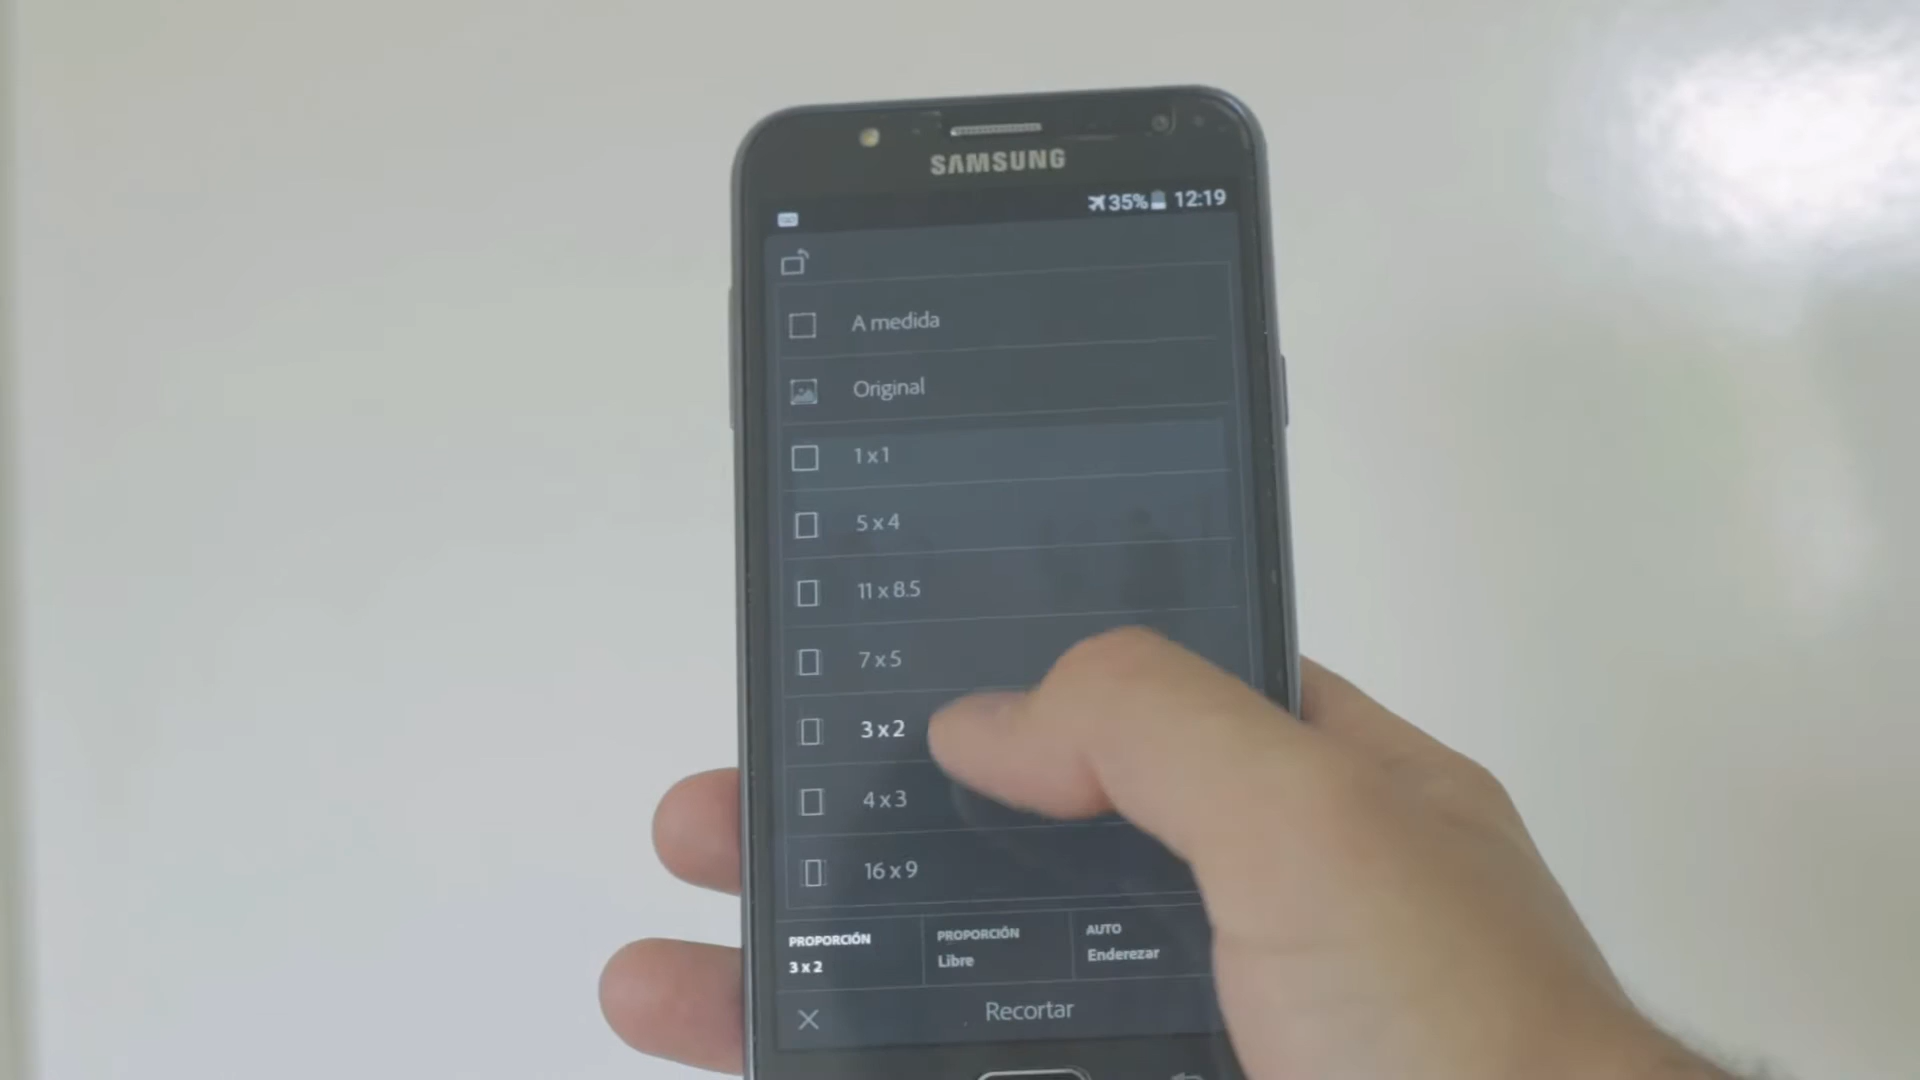 SAMSUNG
35% 12:19
A medida
Original
1 x 1
5 x 4
11 x 8.5
7 x 5
3 x 2
4 x 3
16 x 9
PROPORCIÓN
3 x 2
PROPORCIÓN
Libre
AUTO
Enderezar
Recortar